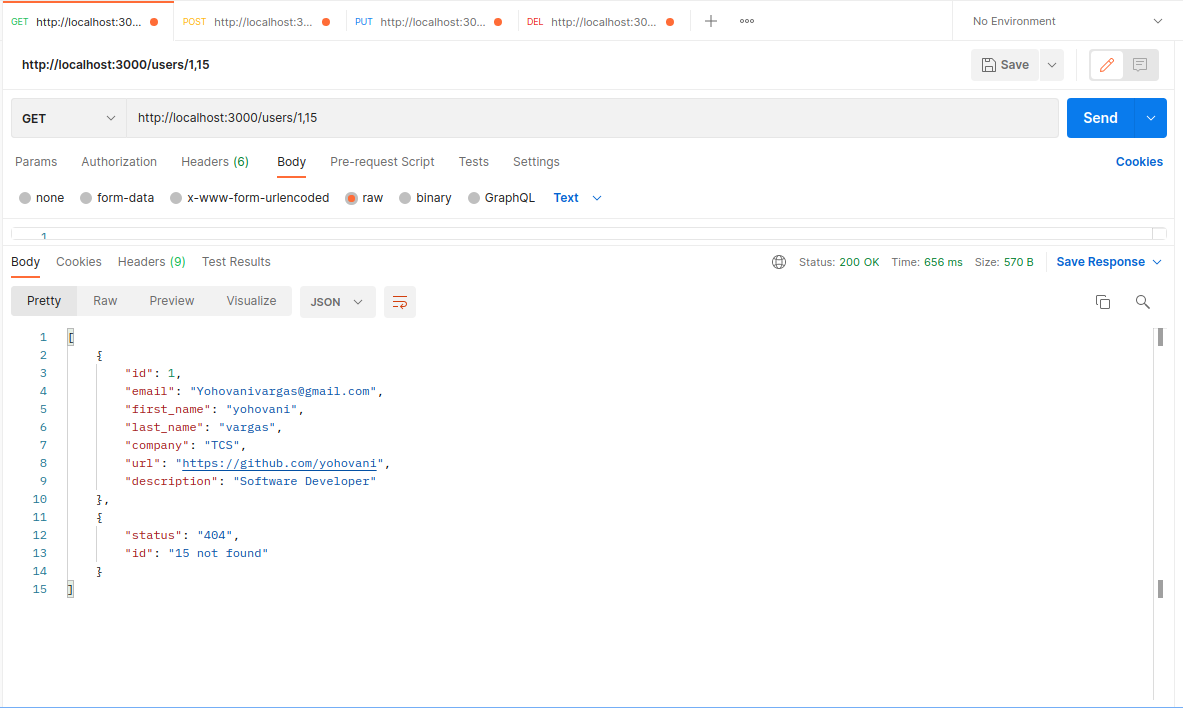 GET http://localhost:30... POST http://localhost:3... PUT http://localhost:30... DEL http://localhost:30... No Environment
http://localhost:3000/users/1,15 Save
GET http://localhost:3000/users/1,15 Send
Params Authorization Headers (6) Body Pre-request Script Tests Settings Cookies
none form-data x-www-form-urlencoded raw binary GraphQL Text
1
Body Cookies Headers (9) Test Results Status: 200 OK Time: 656 ms Size: 570 B Save Response
Pretty Raw Preview Visualize JSON
1 [
2 {
3 "id": 1,
4 "email": "Yohovanivargas@gmail.com",
5 "first_name": "yohovani",
6 "last_name": "vargas",
7 "company": "TCS",
8 "url": "https://github.com/yohovani",
9 "description": "Software Developer"
10 },
11 {
12 "status": "404",
13 "id": "15 not found"
14 }
15 ]